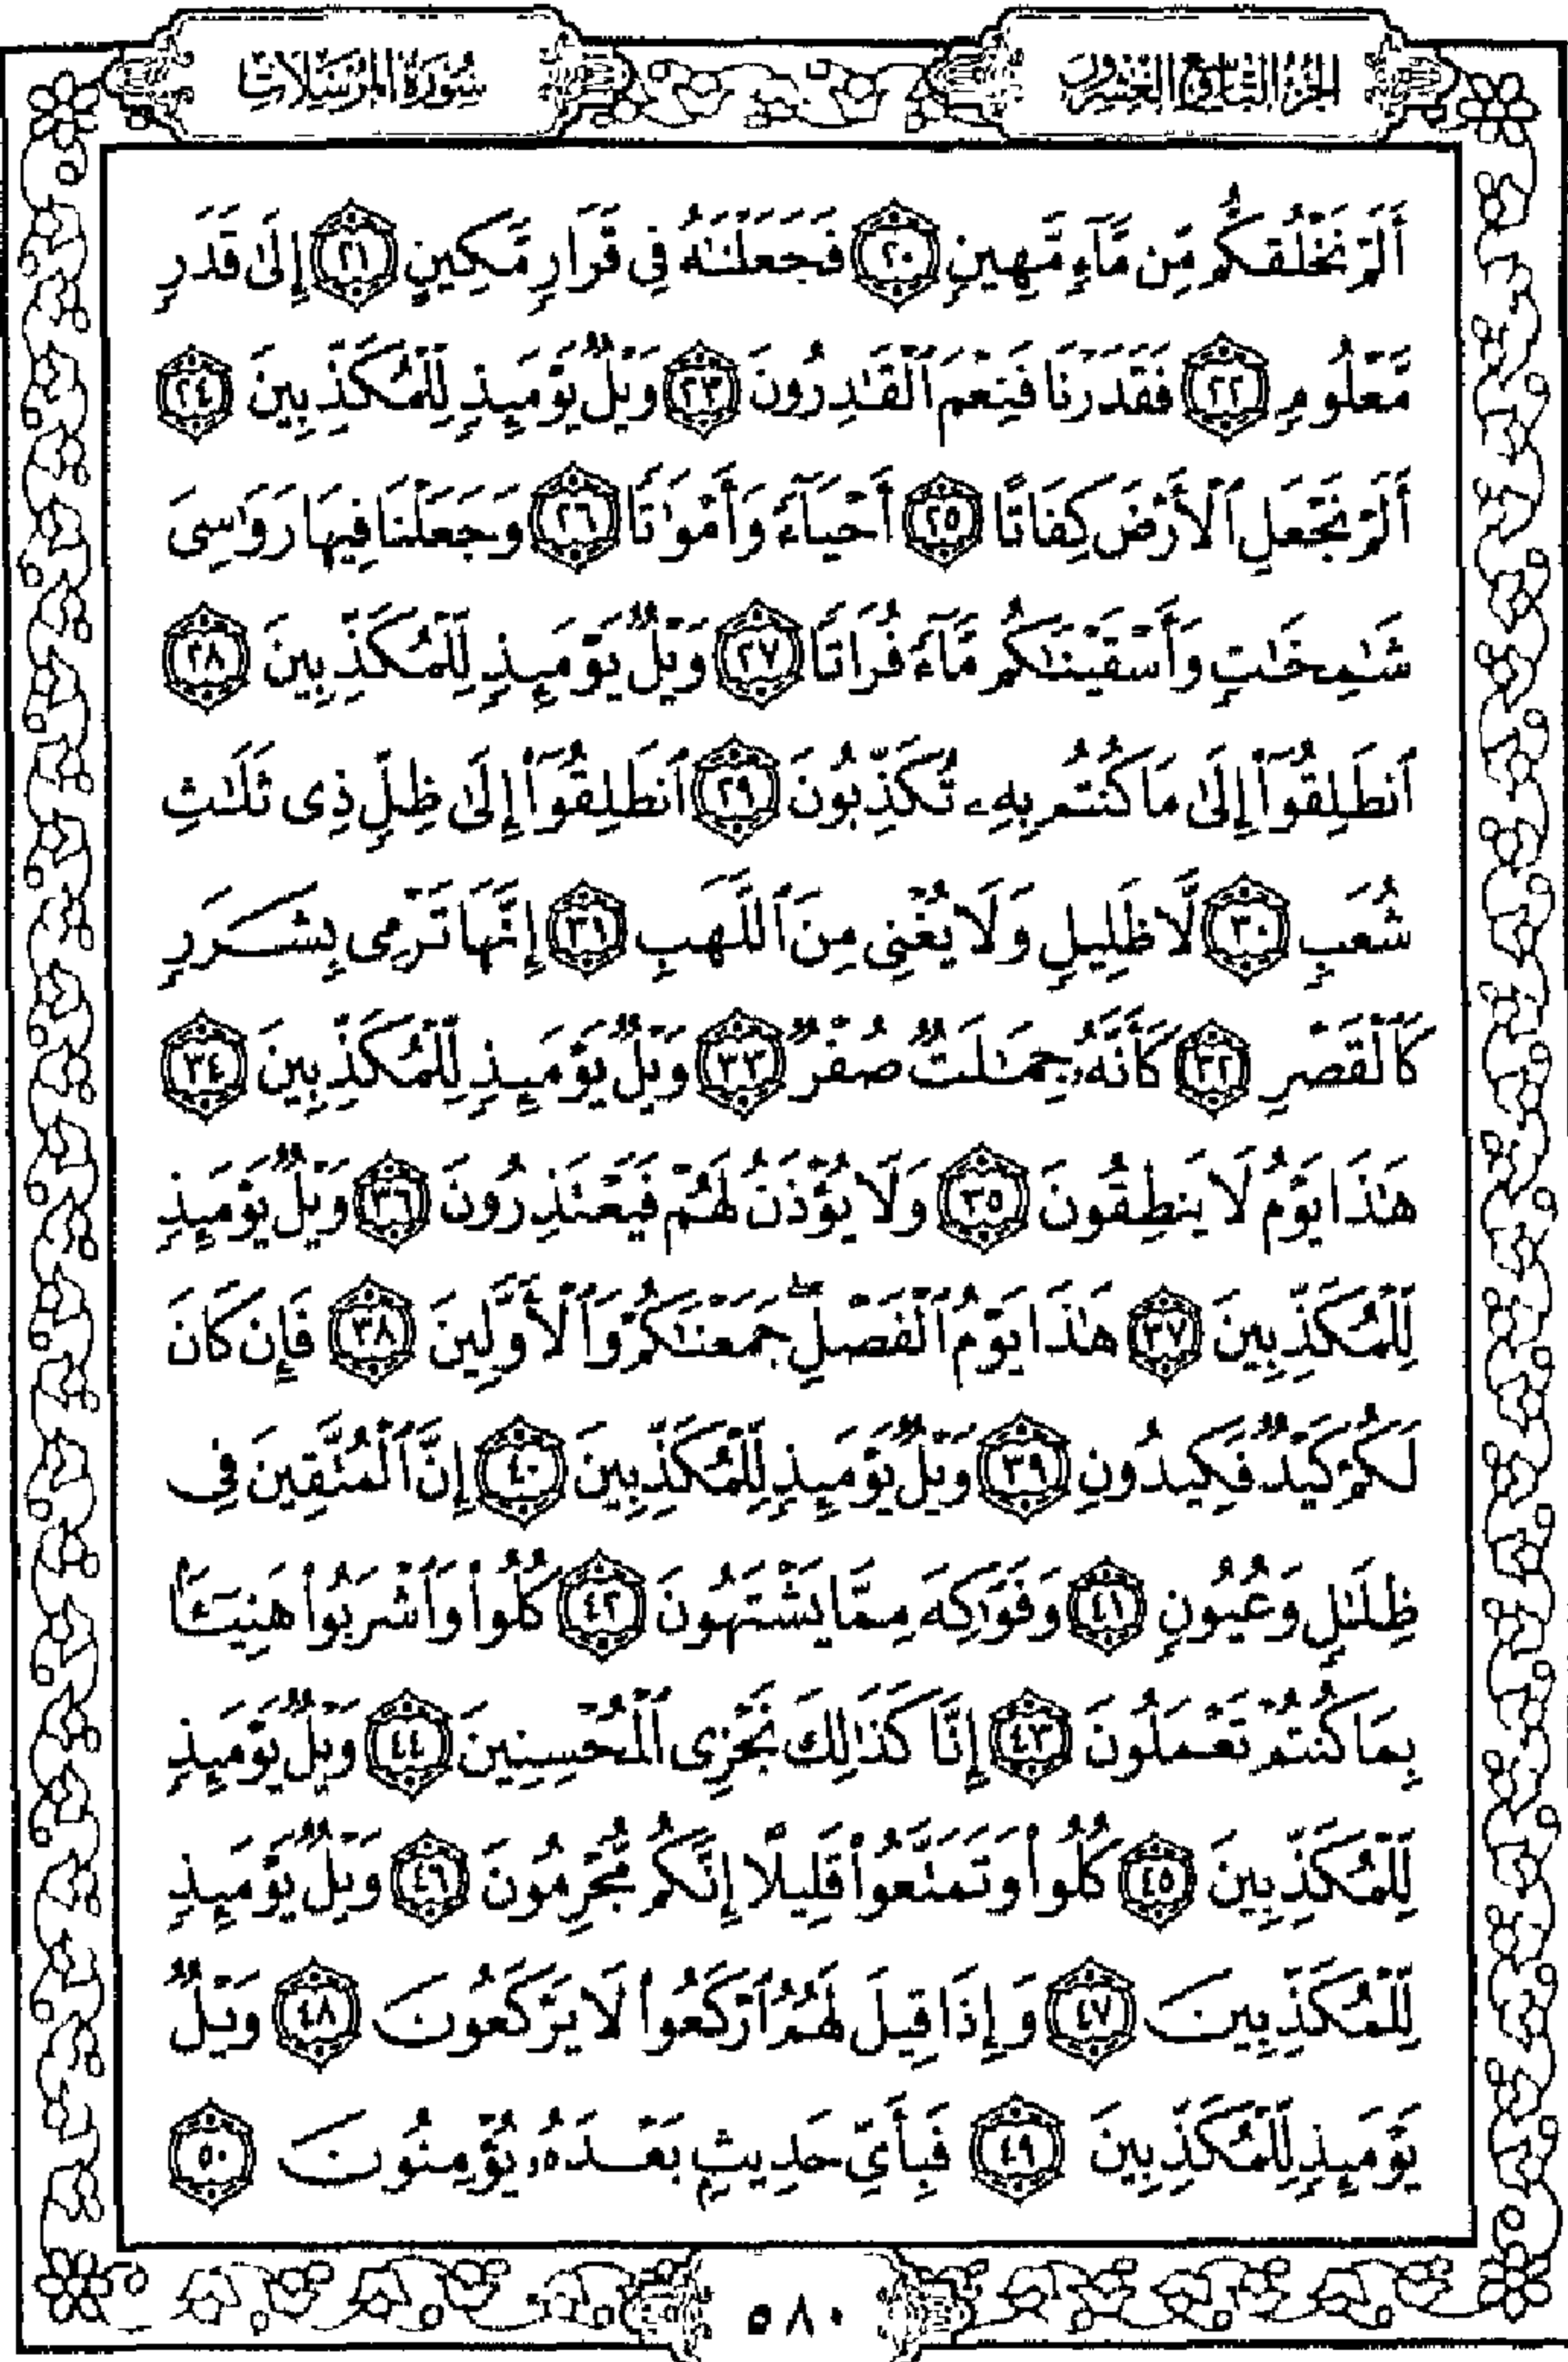 الجزء التاسع والعشرون
سورة المرسلات
أَلَمْ نَخْلُقكُّم مِّن مَّآءٍ مَّهِينٍ ٢٠ فَجَعَلْنَٰهُ فِى قَرَارٍ مَّكِينٍ ٢١ إِلَىٰ قَدَرٍ
مَّعْلُومٍ ٢٢ فَقَدَرْنَا فَنِعْمَ ٱلْقَٰدِرُونَ ٢٣ وَيْلٌ يَوْمَئِذٍ لِّلْمُكَذِّبِينَ ٢٤
أَلَمْ نَجْعَلِ ٱلْأَرْضَ كِفَاتًا ٢٥ أَحْيَآءً وَأَمْوَٰتًا ٢٦ وَجَعَلْنَا فِيهَا رَوَٰسِىَ
شَٰمِخَٰتٍ وَأَسْقَيْنَٰكُم مَّآءً فُرَاتًا ٢٧ وَيْلٌ يَوْمَئِذٍ لِّلْمُكَذِّبِينَ ٢٨
ٱنطَلِقُوٓا۟ إِلَىٰ مَا كُنتُم بِهِۦ تُكَذِّبُونَ ٢٩ ٱنطَلِقُوٓا۟ إِلَىٰ ظِلٍّ ذِى ثَلَٰثِ
شُعَبٍ ٣٠ لَّا ظَلِيلٍ وَلَا يُغْنِى مِنَ ٱللَّهَبِ ٣١ إِنَّهَا تَرْمِى بِشَرَرٍ
كَٱلْقَصْرِ ٣٢ كَأَنَّهُۥ جِمَٰلَتٌ صُفْرٌ ٣٣ وَيْلٌ يَوْمَئِذٍ لِّلْمُكَذِّبِينَ ٣٤
هَٰذَا يَوْمُ لَا يَنطِقُونَ ٣٥ وَلَا يُؤْذَنُ لَهُمْ فَيَعْتَذِرُونَ ٣٦ وَيْلٌ يَوْمَئِذٍ
لِّلْمُكَذِّبِينَ ٣٧ هَٰذَا يَوْمُ ٱلْفَصْلِ ۖ جَمَعْنَٰكُمْ وَٱلْأَوَّلِينَ ٣٨ فَإِن كَانَ
لَكُمْ كَيْدٌ فَكِيدُونِ ٣٩ وَيْلٌ يَوْمَئِذٍ لِّلْمُكَذِّبِينَ ٤٠ إِنَّ ٱلْمُتَّقِينَ فِى
ظِلَٰلٍ وَعُيُونٍ ٤١ وَفَوَٰكِهَ مِمَّا يَشْتَهُونَ ٤٢ كُلُوا۟ وَٱشْرَبُوا۟ هَنِيٓـًٔۢا
بِمَا كُنتُمْ تَعْمَلُونَ ٤٣ إِنَّا كَذَٰلِكَ نَجْزِى ٱلْمُحْسِنِينَ ٤٤ وَيْلٌ يَوْمَئِذٍ
لِّلْمُكَذِّبِينَ ٤٥ كُلُوا۟ وَتَمَتَّعُوا۟ قَلِيلًا إِنَّكُم مُّجْرِمُونَ ٤٦ وَيْلٌ يَوْمَئِذٍ
لِّلْمُكَذِّبِينَ ٤٧ وَإِذَا قِيلَ لَهُمُ ٱرْكَعُوا۟ لَا يَرْكَعُونَ ٤٨ وَيْلٌ
يَوْمَئِذٍ لِّلْمُكَذِّبِينَ ٤٩ فَبِأَىِّ حَدِيثٍۭ بَعْدَهُۥ يُؤْمِنُونَ ٥٠
٥٨٠